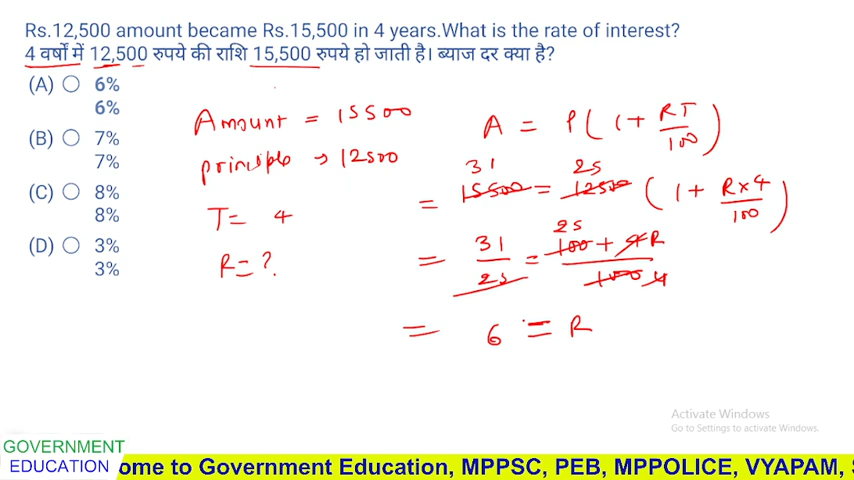 Rs.12,500 amount became Rs.15,500 in 4 years.What is the rate of interest?
4 वर्षों में 12,500 रुपये की राशि 15,500 रुपये हो जाती है। ब्याज दर क्या है?
(A) 6%
6%
(B) 7%
7%
(C) 8%
8%
(D) 3%
3%
Amount = 15500
principle → 12500
T = 4
R = ?
A = P ( 1 + RT/100 )
31 25
= 15500 = 12500 ( 1 + R×4/100 )
25
= 31/25 = 100 + 4R/100 4
= 6 = R
Activate Windows
Go to Settings to activate Windows.
GOVERNMENT
EDUCATION
ome to Government Education, MPPSC, PEB, MPPOLICE, VYAPAM, S